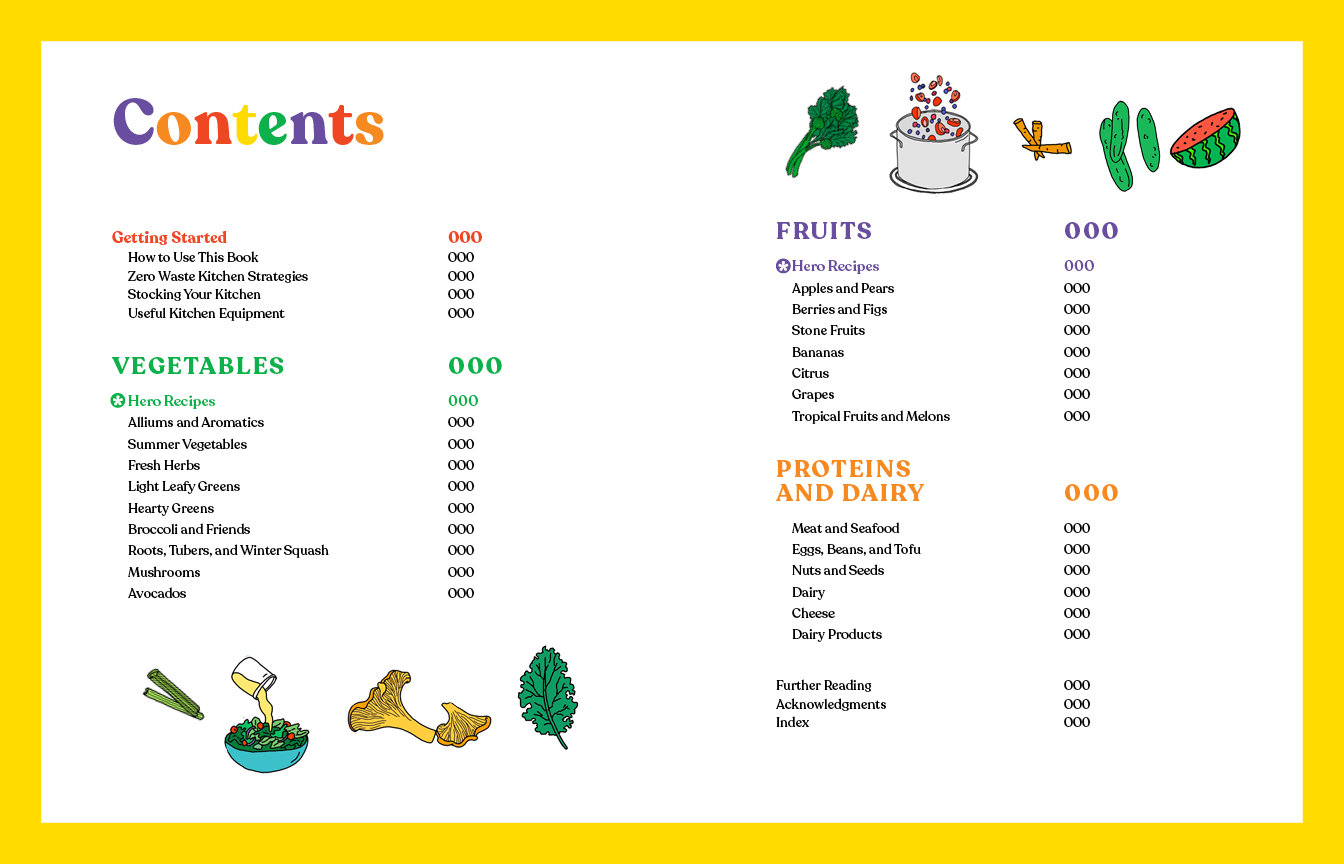 Contents
Getting Started 000
How to Use This Book 000
Zero Waste Kitchen Strategies 000
Stocking Your Kitchen 000
Useful Kitchen Equipment 000
VEGETABLES 000
Hero Recipes 000
Alliums and Aromatics 000
Summer Vegetables 000
Fresh Herbs 000
Light Leafy Greens 000
Hearty Greens 000
Broccoli and Friends 000
Roots, Tubers, and Winter Squash 000
Mushrooms 000
Avocados 000
FRUITS 000
Hero Recipes 000
Apples and Pears 000
Berries and Figs 000
Stone Fruits 000
Bananas 000
Citrus 000
Grapes 000
Tropical Fruits and Melons 000
PROTEINS
AND DAIRY 000
Meat and Seafood 000
Eggs, Beans, and Tofu 000
Nuts and Seeds 000
Dairy 000
Cheese 000
Dairy Products 000
Further Reading 000
Acknowledgments 000
Index 000